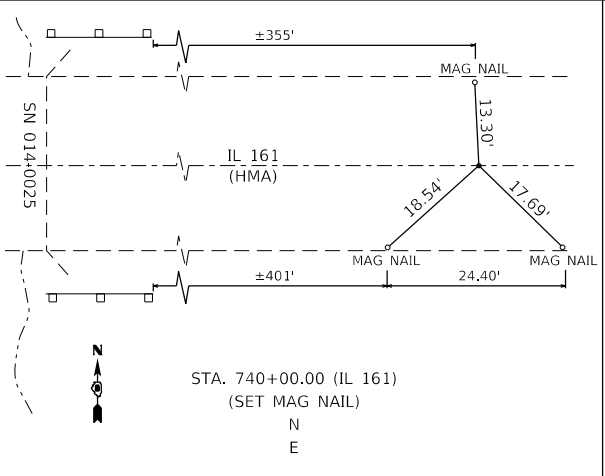 ±355'
MAG NAIL
13.30'
SN 014-0025
IL 161
(HMA)
18.54'
17.69'
MAG NAIL
MAG NAIL
±401'
24.40'
N
STA. 740+00.00 (IL 161)
(SET MAG NAIL)
N
E